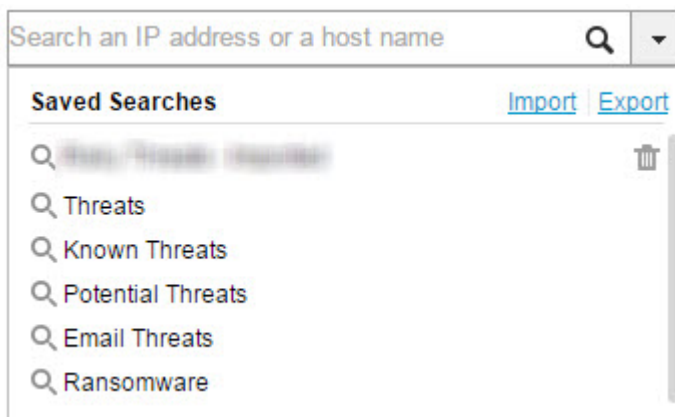 Search an IP address or a host name
Saved Searches Import Export
Threats
Known Threats
Potential Threats
Email Threats
Ransomware